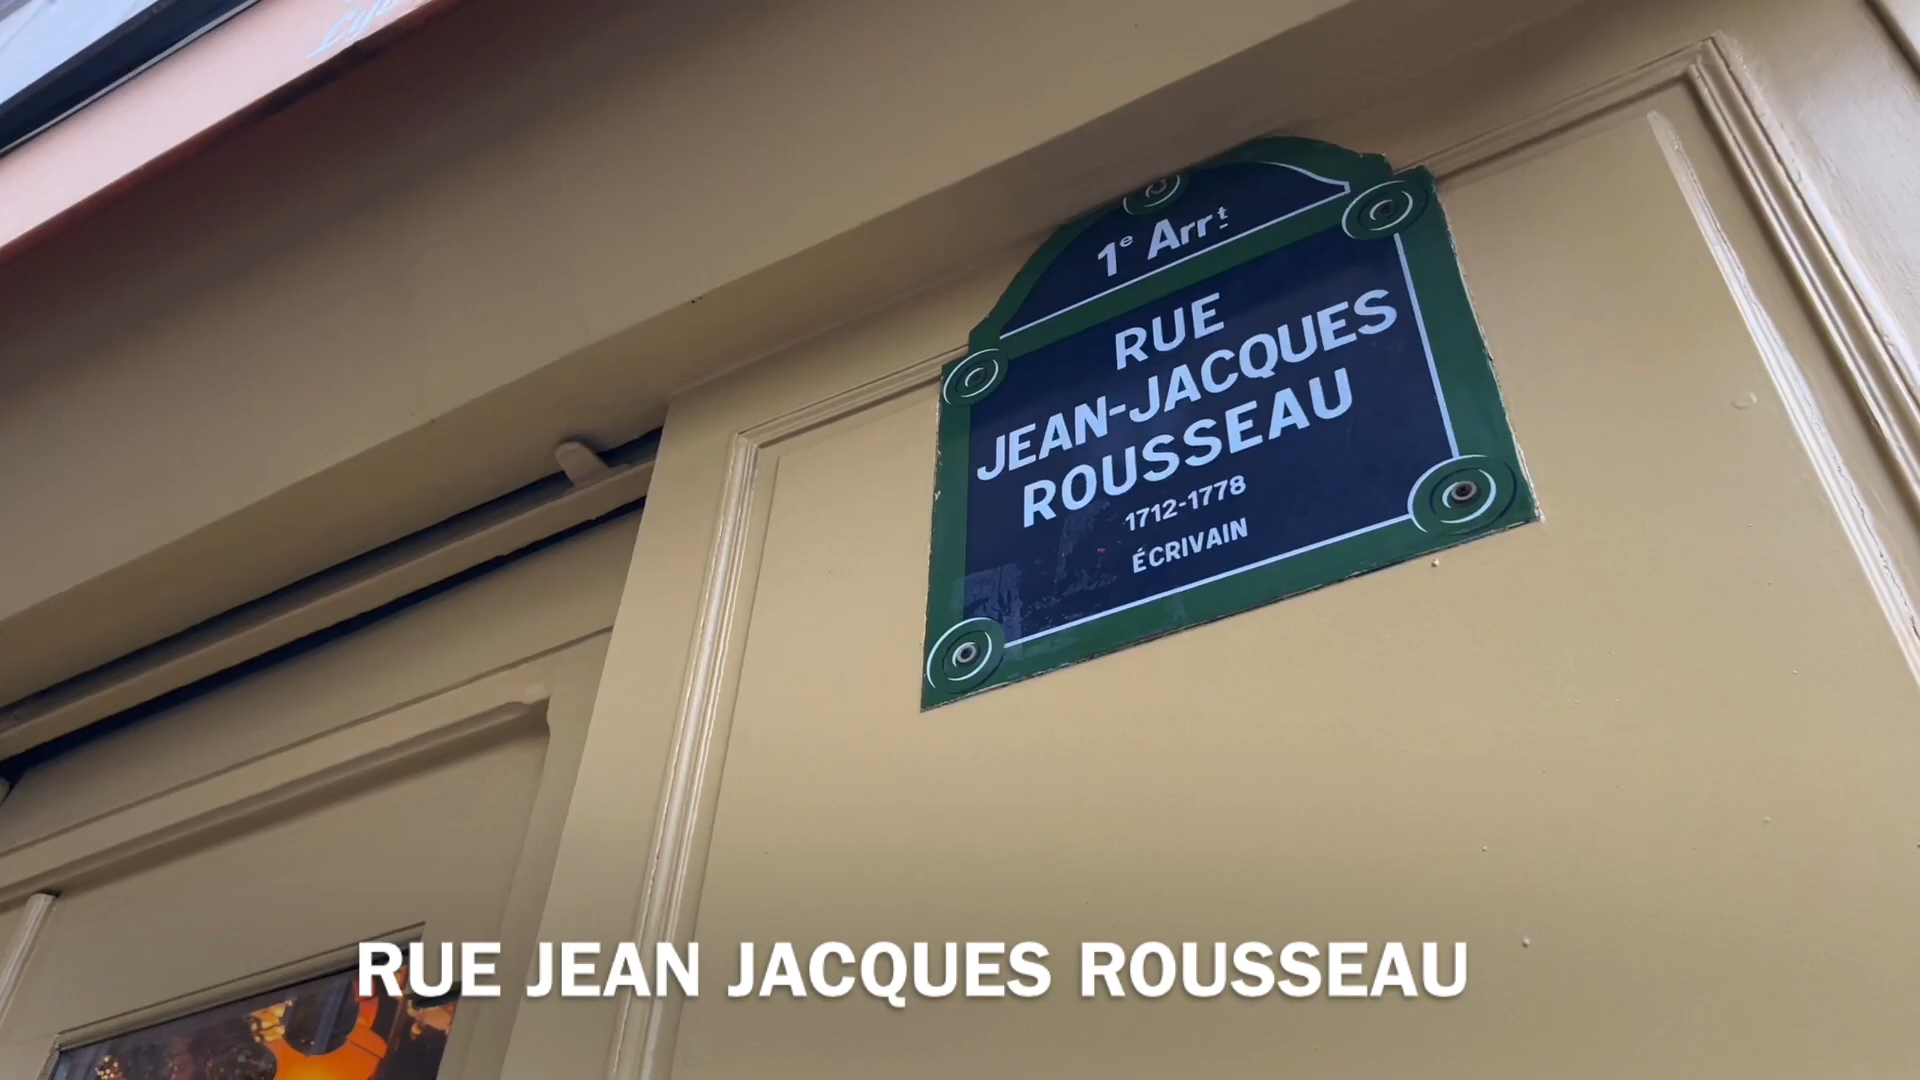 1e Arrt
RUE
JEAN-JACQUES
ROUSSEAU
1712-1778
ÉCRIVAIN
RUE JEAN JACQUES ROUSSEAU